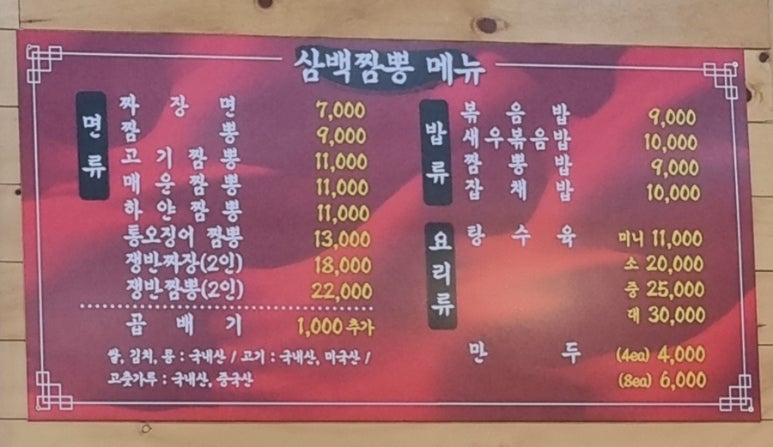 삼백짬뽕 메뉴
면류
짜장면 7,000
짬뽕 9,000
고기짬뽕 11,000
매운짬뽕 11,000
하얀짬뽕 11,000
통오징어 짬뽕 13,000
쟁반짜장(2인) 18,000
쟁반짬뽕(2인) 22,000
곱배기 1,000 추가
쌀, 김치, 콩 : 국내산 / 고기 : 국내산, 미국산 /
고춧가루 : 국내산, 중국산
밥류
볶음밥 9,000
새우볶음밥 10,000
짬뽕밥 9,000
잡채밥 10,000
요리류
탕수육 미니 11,000
소 20,000
중 25,000
대 30,000
만두 (4ea) 4,000
(8ea) 6,000